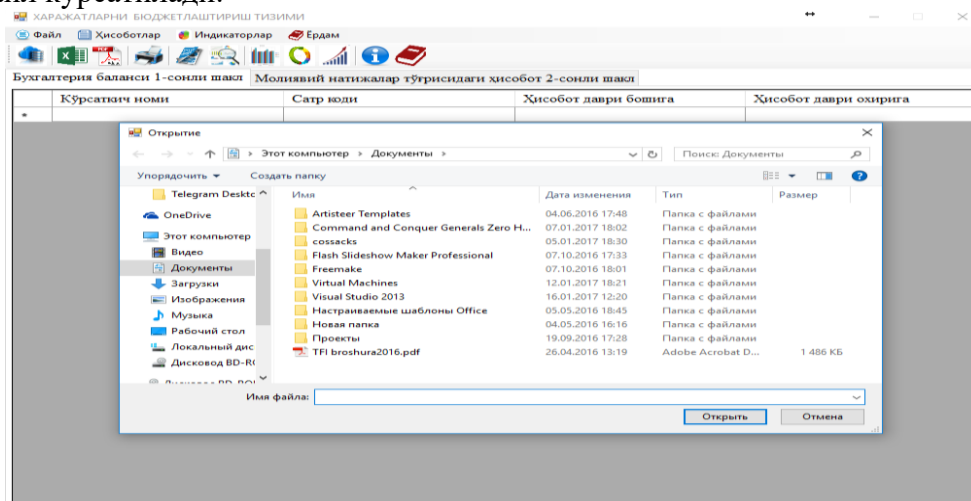 кўрсатилади.
ХАРАЖАТЛАРНИ БЮДЖЕТЛАШТИРИШ ТИЗИМИ
Файл Ҳисоботлар Индикаторлар Ёрдам
Бухгалтерия баланси 1-сонли шакл Молиявий натижалар тўғрисидаги ҳисобот 2-сонли шакл
Кўрсаткич номи Сатр коди Ҳисобот даври бошига Ҳисобот даври охирига
Открытие
Этот компьютер > Документы > Поиск: Документы
Упорядочить Создать папку
Telegram Desktc Имя Дата изменения Тип Размер
OneDrive Artisteer Templates 04.06.2016 17:48 Папка с файлами
Command and Conquer Generals Zero H... 07.01.2017 18:02 Папка с файлами
Этот компьютер cossacks 05.01.2017 18:30 Папка с файлами
Видео Flash Slideshow Maker Professional 07.10.2016 17:33 Папка с файлами
Документы Freemake 07.10.2016 18:01 Папка с файлами
Загрузки Virtual Machines 12.01.2017 18:21 Папка с файлами
Изображения Visual Studio 2013 16.01.2017 12:20 Папка с файлами
Музыка Настраиваемые шаблоны Office 05.05.2016 18:45 Папка с файлами
Рабочий стол Новая папка 04.05.2016 16:16 Папка с файлами
Локальный дис Проекты 19.09.2016 17:28 Папка с файлами
Дисковод BD-R( TFI broshura2016.pdf 26.04.2016 13:19 Adobe Acrobat D... 1 486 КБ
Имя файла:
Открыть Отмена